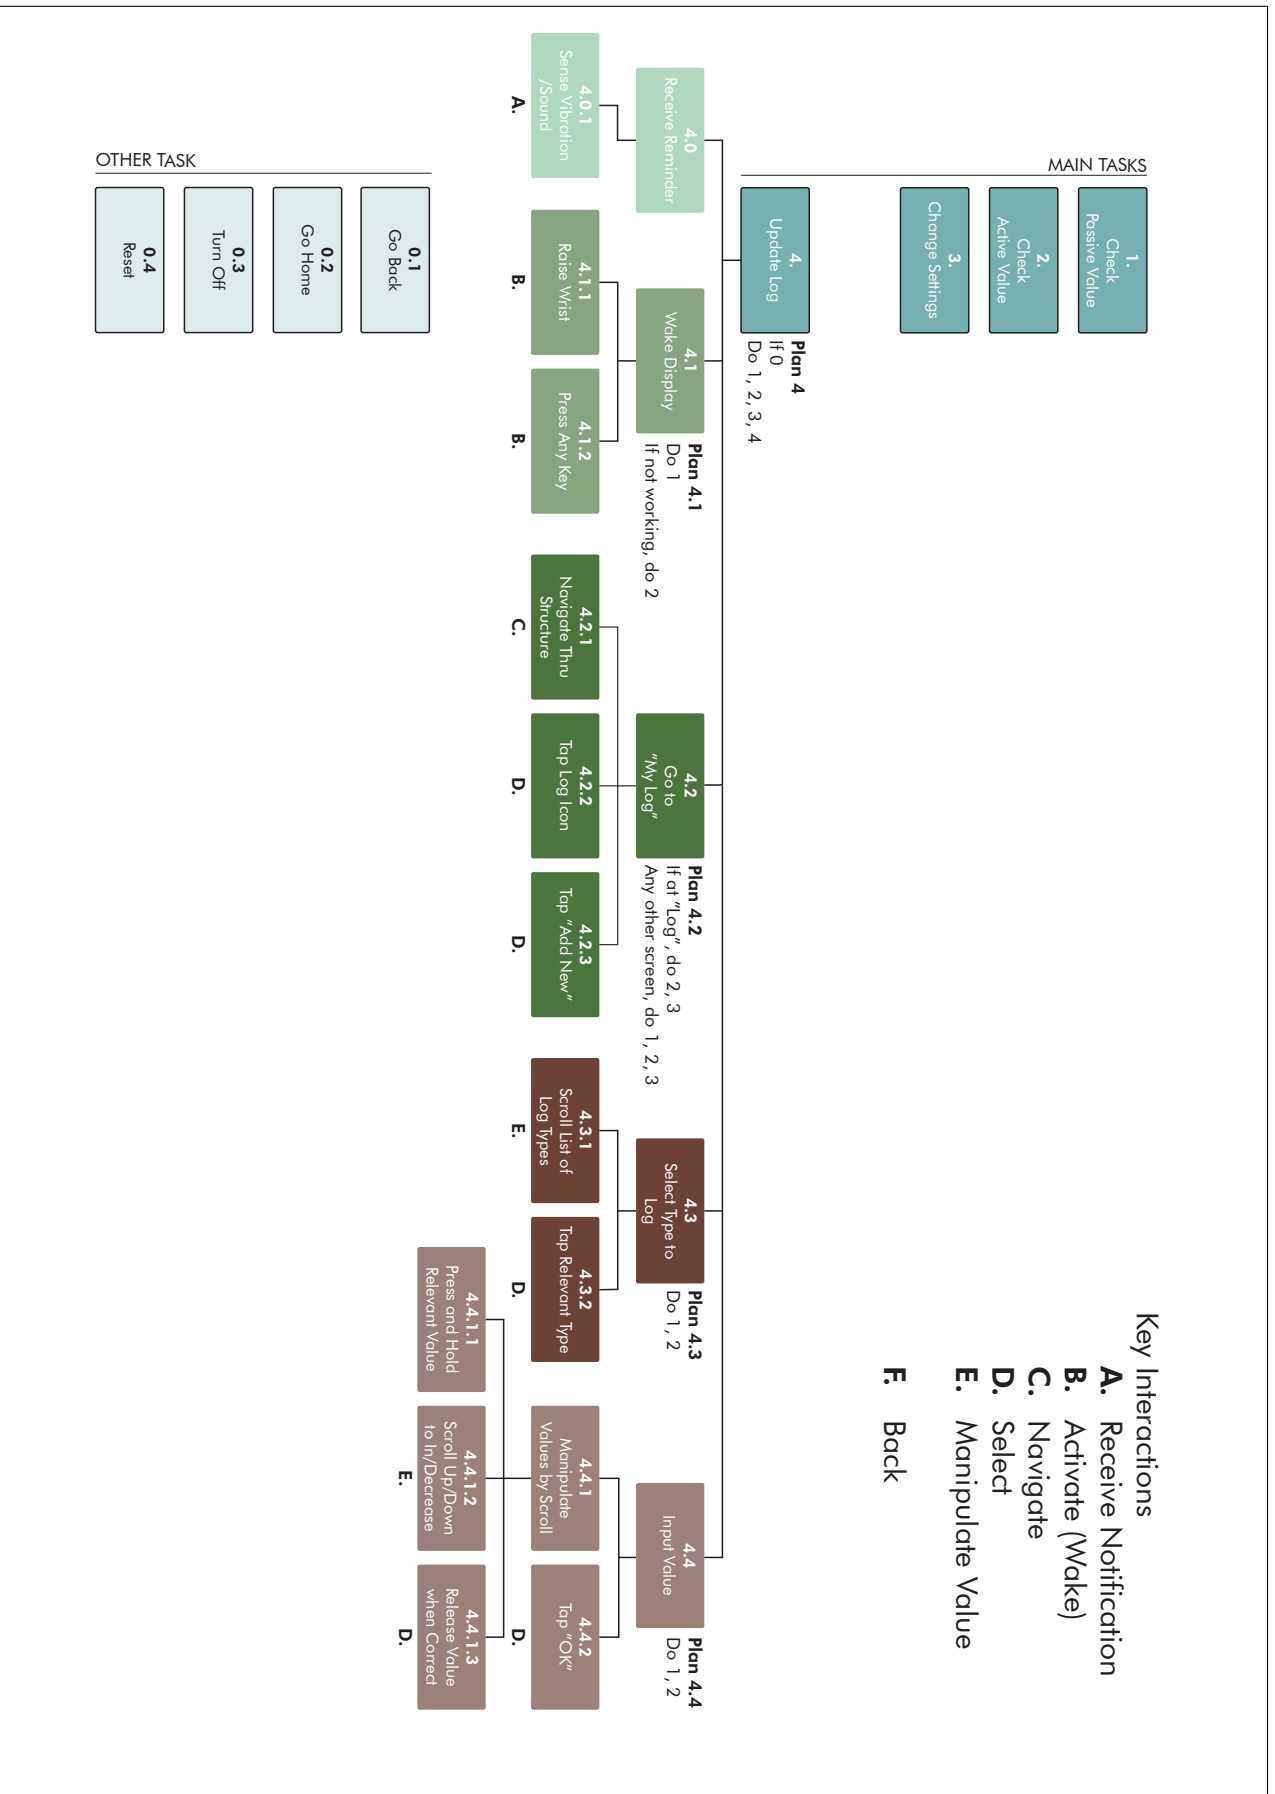 Key Interactions
A. Receive Notification
B. Activate (Wake)
C. Navigate
D. Select
E. Manipulate Value
F. Back
MAIN TASKS
1.
Check
Passive Value
2.
Check
Active Value
3.
Change Settings
4.
Update Log
Plan 4
If 0
Do 1, 2, 3, 4
4.0
Receive Reminder
4.0.1
Sense Vibration
/Sound
A.
4.1
Wake Display
Plan 4.1
Do 1
If not working, do 2
4.1.1
Raise Wrist
B.
4.1.2
Press Any Key
B.
4.2
Go to
"My Log"
Plan 4.2
If at "Log", do 2, 3
Any other screen, do 1, 2, 3
4.2.1
Navigate Thru
Structure
C.
4.2.2
Tap Log Icon
D.
4.2.3
Tap "Add New"
D.
4.3
Select Type to
Log
Plan 4.3
Do 1, 2
4.3.1
Scroll List of
Log Types
E.
4.3.2
Tap Relevant Type
D.
4.4
Input Value
Plan 4.4
Do 1, 2
4.4.1
Manipulate
Values by Scroll
4.4.2
Tap "OK"
D.
4.4.1.1
Press and Hold
Relevant Value
4.4.1.2
Scroll Up/Down
to In/Decrease
E.
4.4.1.3
Release Value
when Correct
D.
OTHER TASK
0.1
Go Back
0.2
Go Home
0.3
Turn Off
0.4
Reset